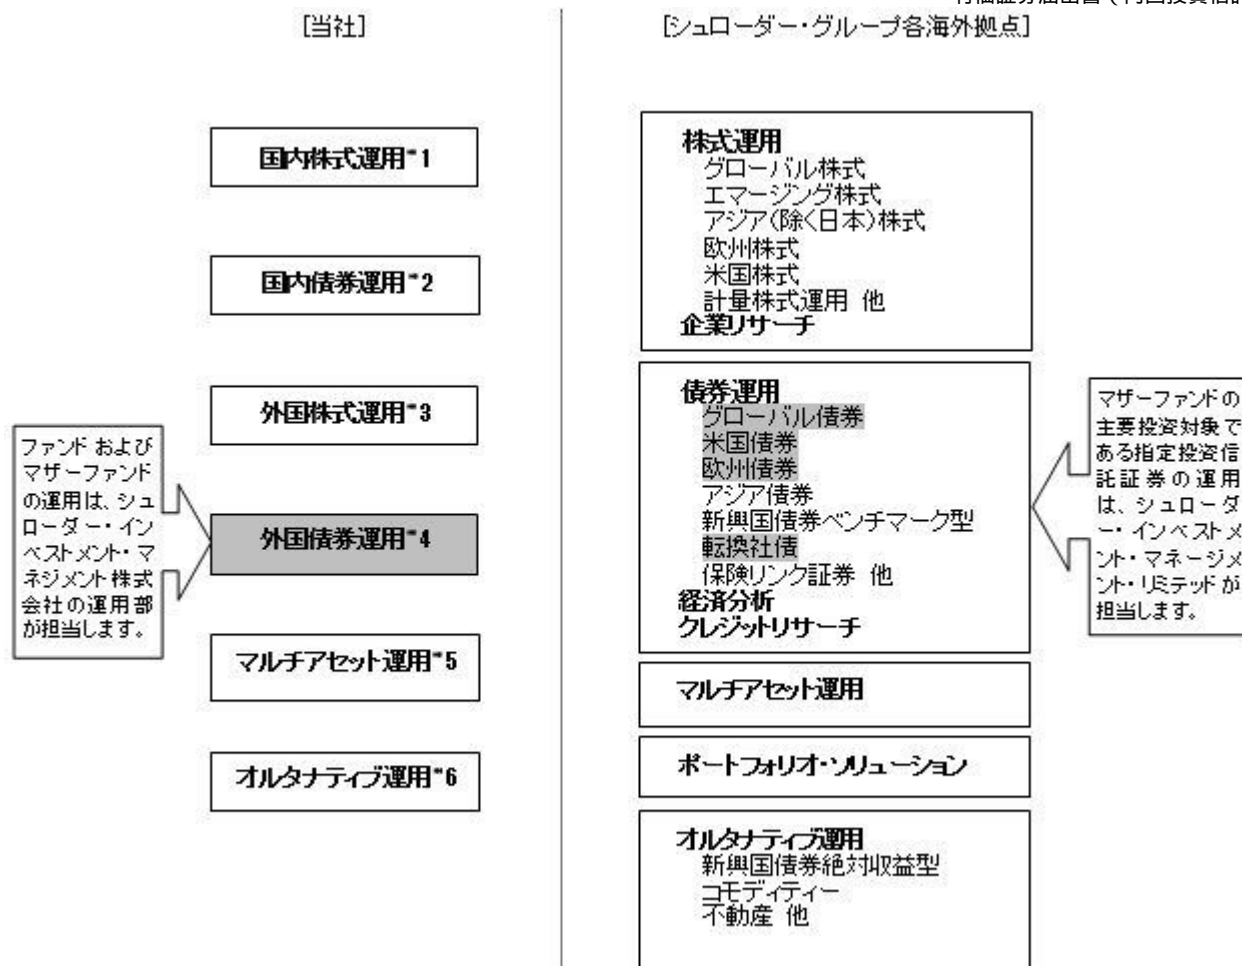 [当社]
[シュローダー・グループ各海外拠点]
国内株式運用*1
国内債券運用*2
外国株式運用*3
外国債券運用*4
マルチアセット運用*5
オルタナティブ運用*6
ファンド および
マザーファンド
の運用は、シュ
ローダー・イン
ベストメント・マ
ネジメント 株式
会社の運用部
が担当します。
株式運用
グローバル株式
エマージング株式
アジア(除く日本)株式
欧州株式
米国株式
計量株式運用 他
企業リサーチ
債券運用
グローバル債券
米国債券
欧州債券
アジア債券
新興国債券ベンチマーク型
転換社債
保険リンク証券 他
経済分析
クレジットリサーチ
マルチアセット運用
ポートフォリオ・ソリューション
オルタナティブ運用
新興国債券絶対収益型
コモディティー
不動産 他
マザーファンドの
主要投資対象で
ある指定投資信
託証券の運用
は、シュローダ
ー・インベストメ
ント・マネージメ
ント・リミテッドが
担当します。